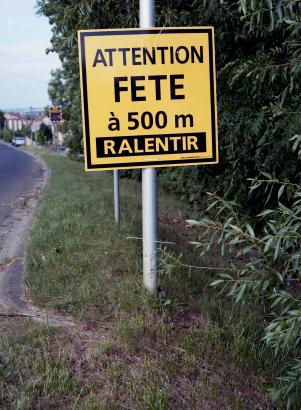 ATTENTION
FETE
à 500 m
RALENTIR